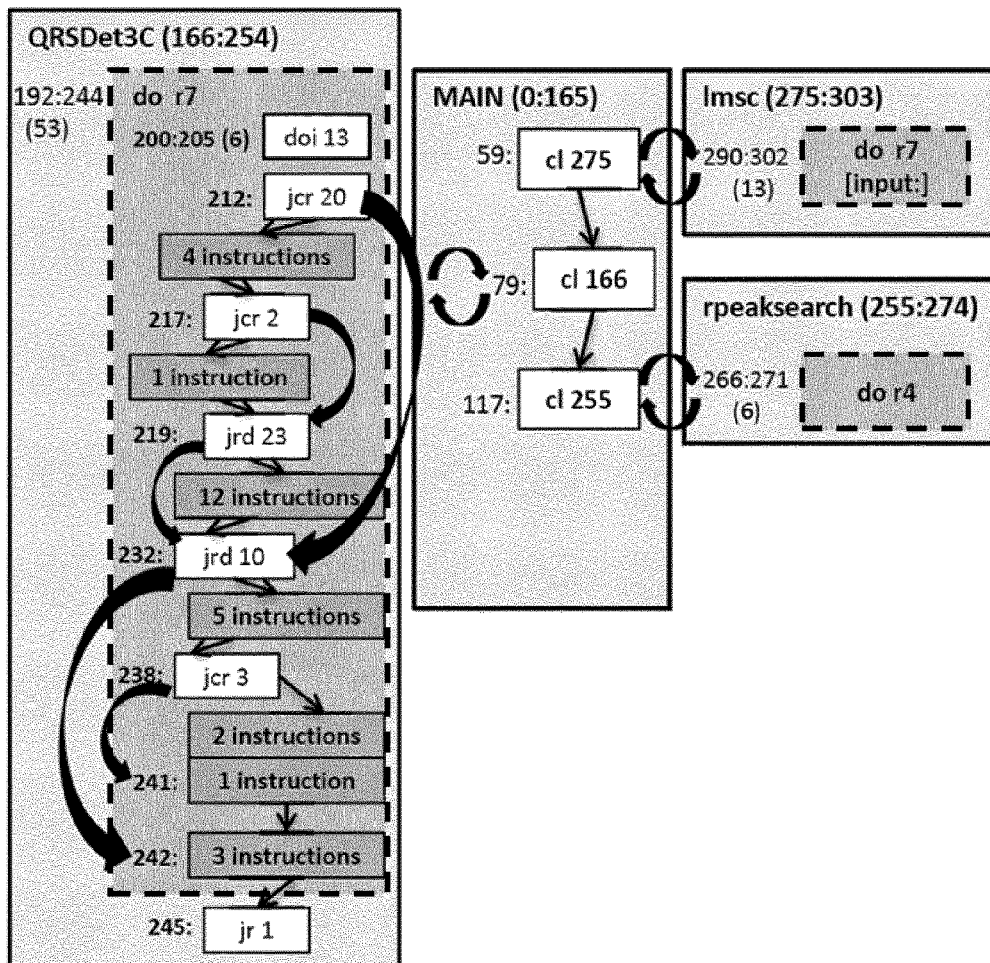 QRSDet3C (166:254)
192:244
(53)
do r7
200:205 (6)
doi 13
212:
jcr 20
4 instructions
217:
jcr 2
1 instruction
219:
jrd 23
12 instructions
232:
jrd 10
5 instructions
238:
jcr 3
2 instructions
241:
1 instruction
242:
3 instructions
245:
jr 1
MAIN (0:165)
59:
cl 275
79:
cl 166
117:
cl 255
lmsc (275:303)
290:302
(13)
do r7
[input:]
rpeaksearch (255:274)
266:271
(6)
do r4